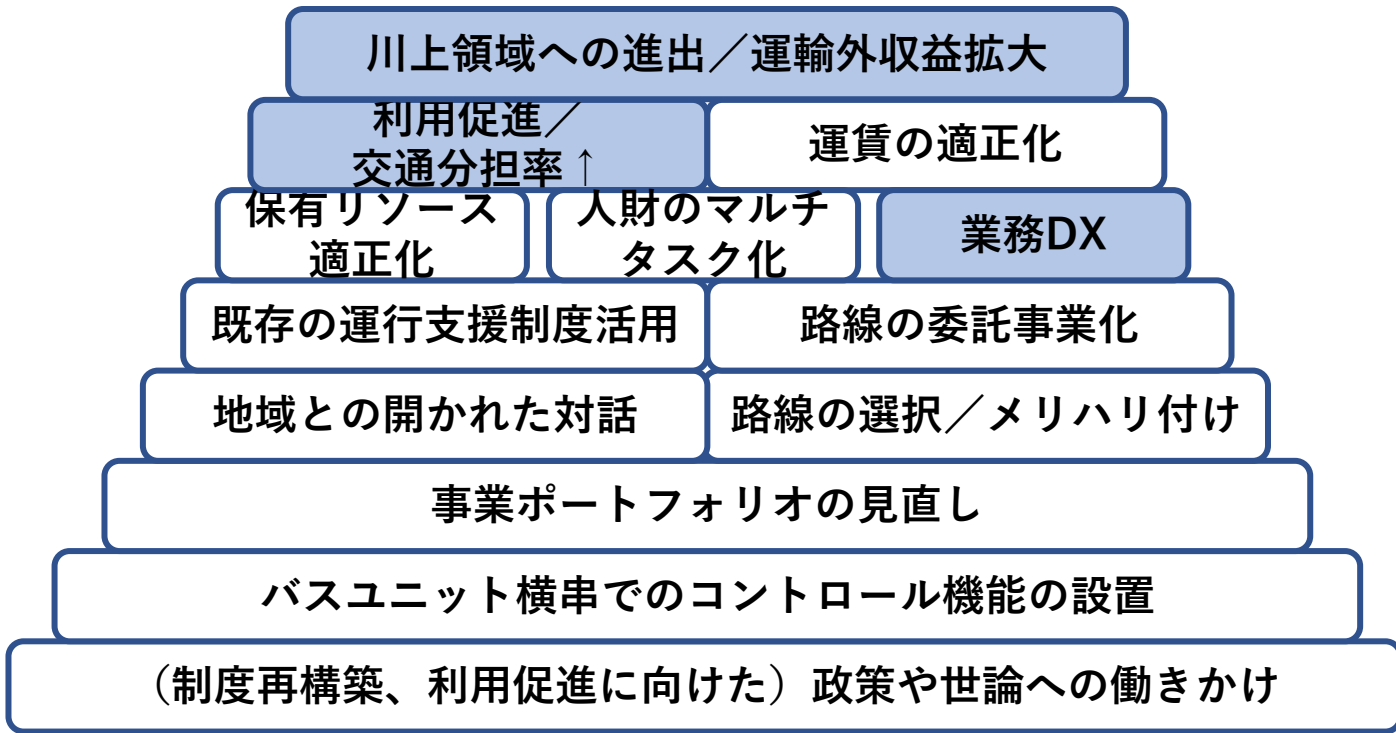 川上領域への進出／運輸外収益拡大
利用促進／
交通分担率↑
運賃の適正化
保有リソース
適正化
人財のマルチ
タスク化
業務DX
既存の運行支援制度活用
路線の委託事業化
地域との開かれた対話
路線の選択／メリハリ付け
事業ポートフォリオの見直し
バスユニット横串でのコントロール機能の設置
（制度再構築、利用促進に向けた）政策や世論への働きかけ